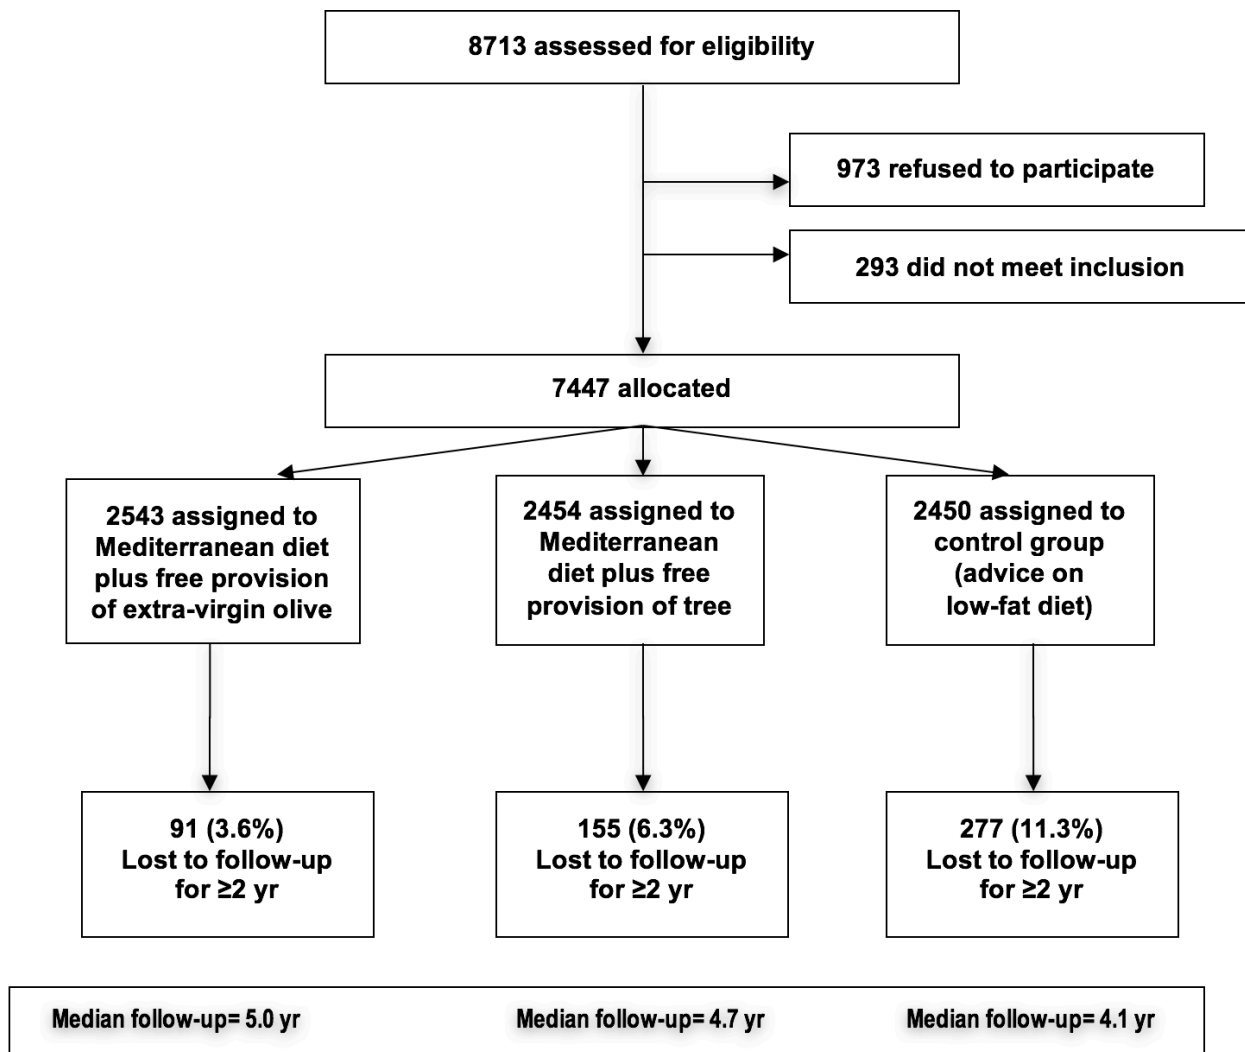 8713 assessed for eligibility
973 refused to participate
293 did not meet inclusion
7447 allocated
2543 assigned to
Mediterranean diet
plus free provision
of extra-virgin olive
2454 assigned to
Mediterranean
diet plus free
provision of tree
2450 assigned to
control group
(advice on
low-fat diet)
91 (3.6%)
Lost to follow-up
for ≥2 yr
155 (6.3%)
Lost to follow-up
for ≥2 yr
277 (11.3%)
Lost to follow-up
for ≥2 yr
Median follow-up= 5.0 yr
Median follow-up= 4.7 yr
Median follow-up= 4.1 yr